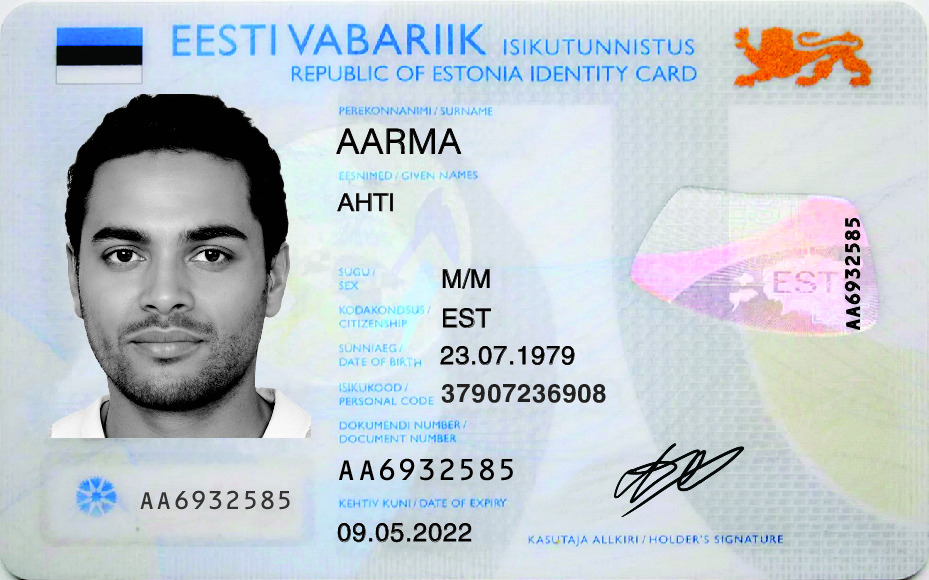 EESTI VABARIIK ISIKUTUNNISTUS
REPUBLIC OF ESTONIA IDENTITY CARD
PEREKONNANIMI / SURNAME
AARMA
EESNIMED / GIVEN NAMES
AHTI
SUGU /
SEX
M/M
KODAKONDSUS /
CITIZENSHIP
EST
SÜNNIAEG /
DATE OF BIRTH
23.07.1979
ISIKUKOOD /
PERSONAL CODE
37907236908
DOKUMENDI NUMBER /
DOCUMENT NUMBER
AA6932585
KEHTIV KUNI / DATE OF EXPIRY
09.05.2022
AA6932585
EST
AA6932585
KASUTAJA ALLKIRI / HOLDER'S SIGNATURE